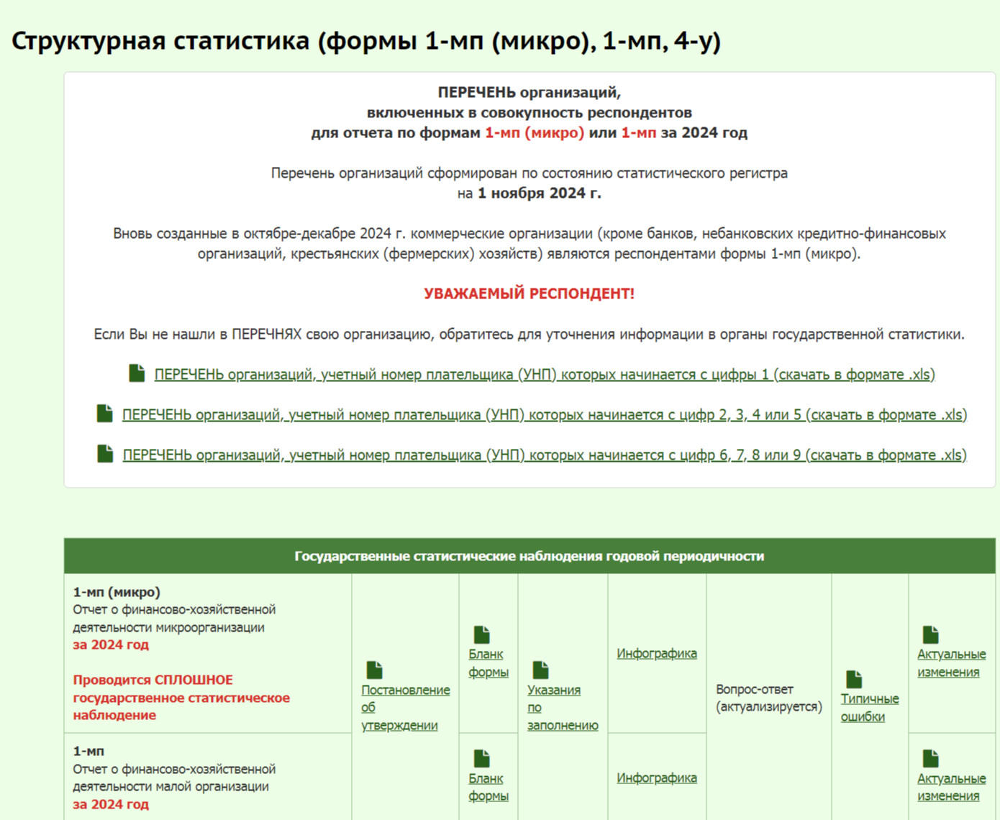 Структурная статистика (формы 1-мп (микро), 1-мп, 4-у)
ПЕРЕЧЕНЬ организаций,
включенных в совокупность респондентов
для отчета по формам 1-мп (микро) или 1-мп за 2024 год
Перечень организаций сформирован по состоянию статистического регистра
на 1 ноября 2024 г.
Вновь созданные в октябре-декабре 2024 г. коммерческие организации (кроме банков, небанковских кредитно-финансовых
организаций, крестьянских (фермерских) хозяйств) являются респондентами формы 1-мп (микро).
УВАЖАЕМЫЙ РЕСПОНДЕНТ!
Если Вы не нашли в ПЕРЕЧНЯХ свою организацию, обратитесь для уточнения информации в органы государственной статистики.
ПЕРЕЧЕНЬ организаций, учетный номер плательщика (УНП) которых начинается с цифры 1 (скачать в формате .xls)
ПЕРЕЧЕНЬ организаций, учетный номер плательщика (УНП) которых начинается с цифр 2, 3, 4 или 5 (скачать в формате .xls)
ПЕРЕЧЕНЬ организаций, учетный номер плательщика (УНП) которых начинается с цифр 6, 7, 8 или 9 (скачать в формате .xls)
Государственные статистические наблюдения годовой периодичности
1-мп (микро)
Отчет о финансово-хозяйственной
деятельности микроорганизации
за 2024 год
Проводится СПЛОШНОЕ
государственное статистическое
наблюдение
Постановление
об
утверждении
Бланк
формы
Указания
по
заполнению
Инфографика
Вопрос-ответ
(актуализируется)
Типичные
ошибки
Актуальные
изменения
1-мп
Отчет о финансово-хозяйственной
деятельности малой организации
за 2024 год
Бланк
формы
Инфографика
Актуальные
изменения